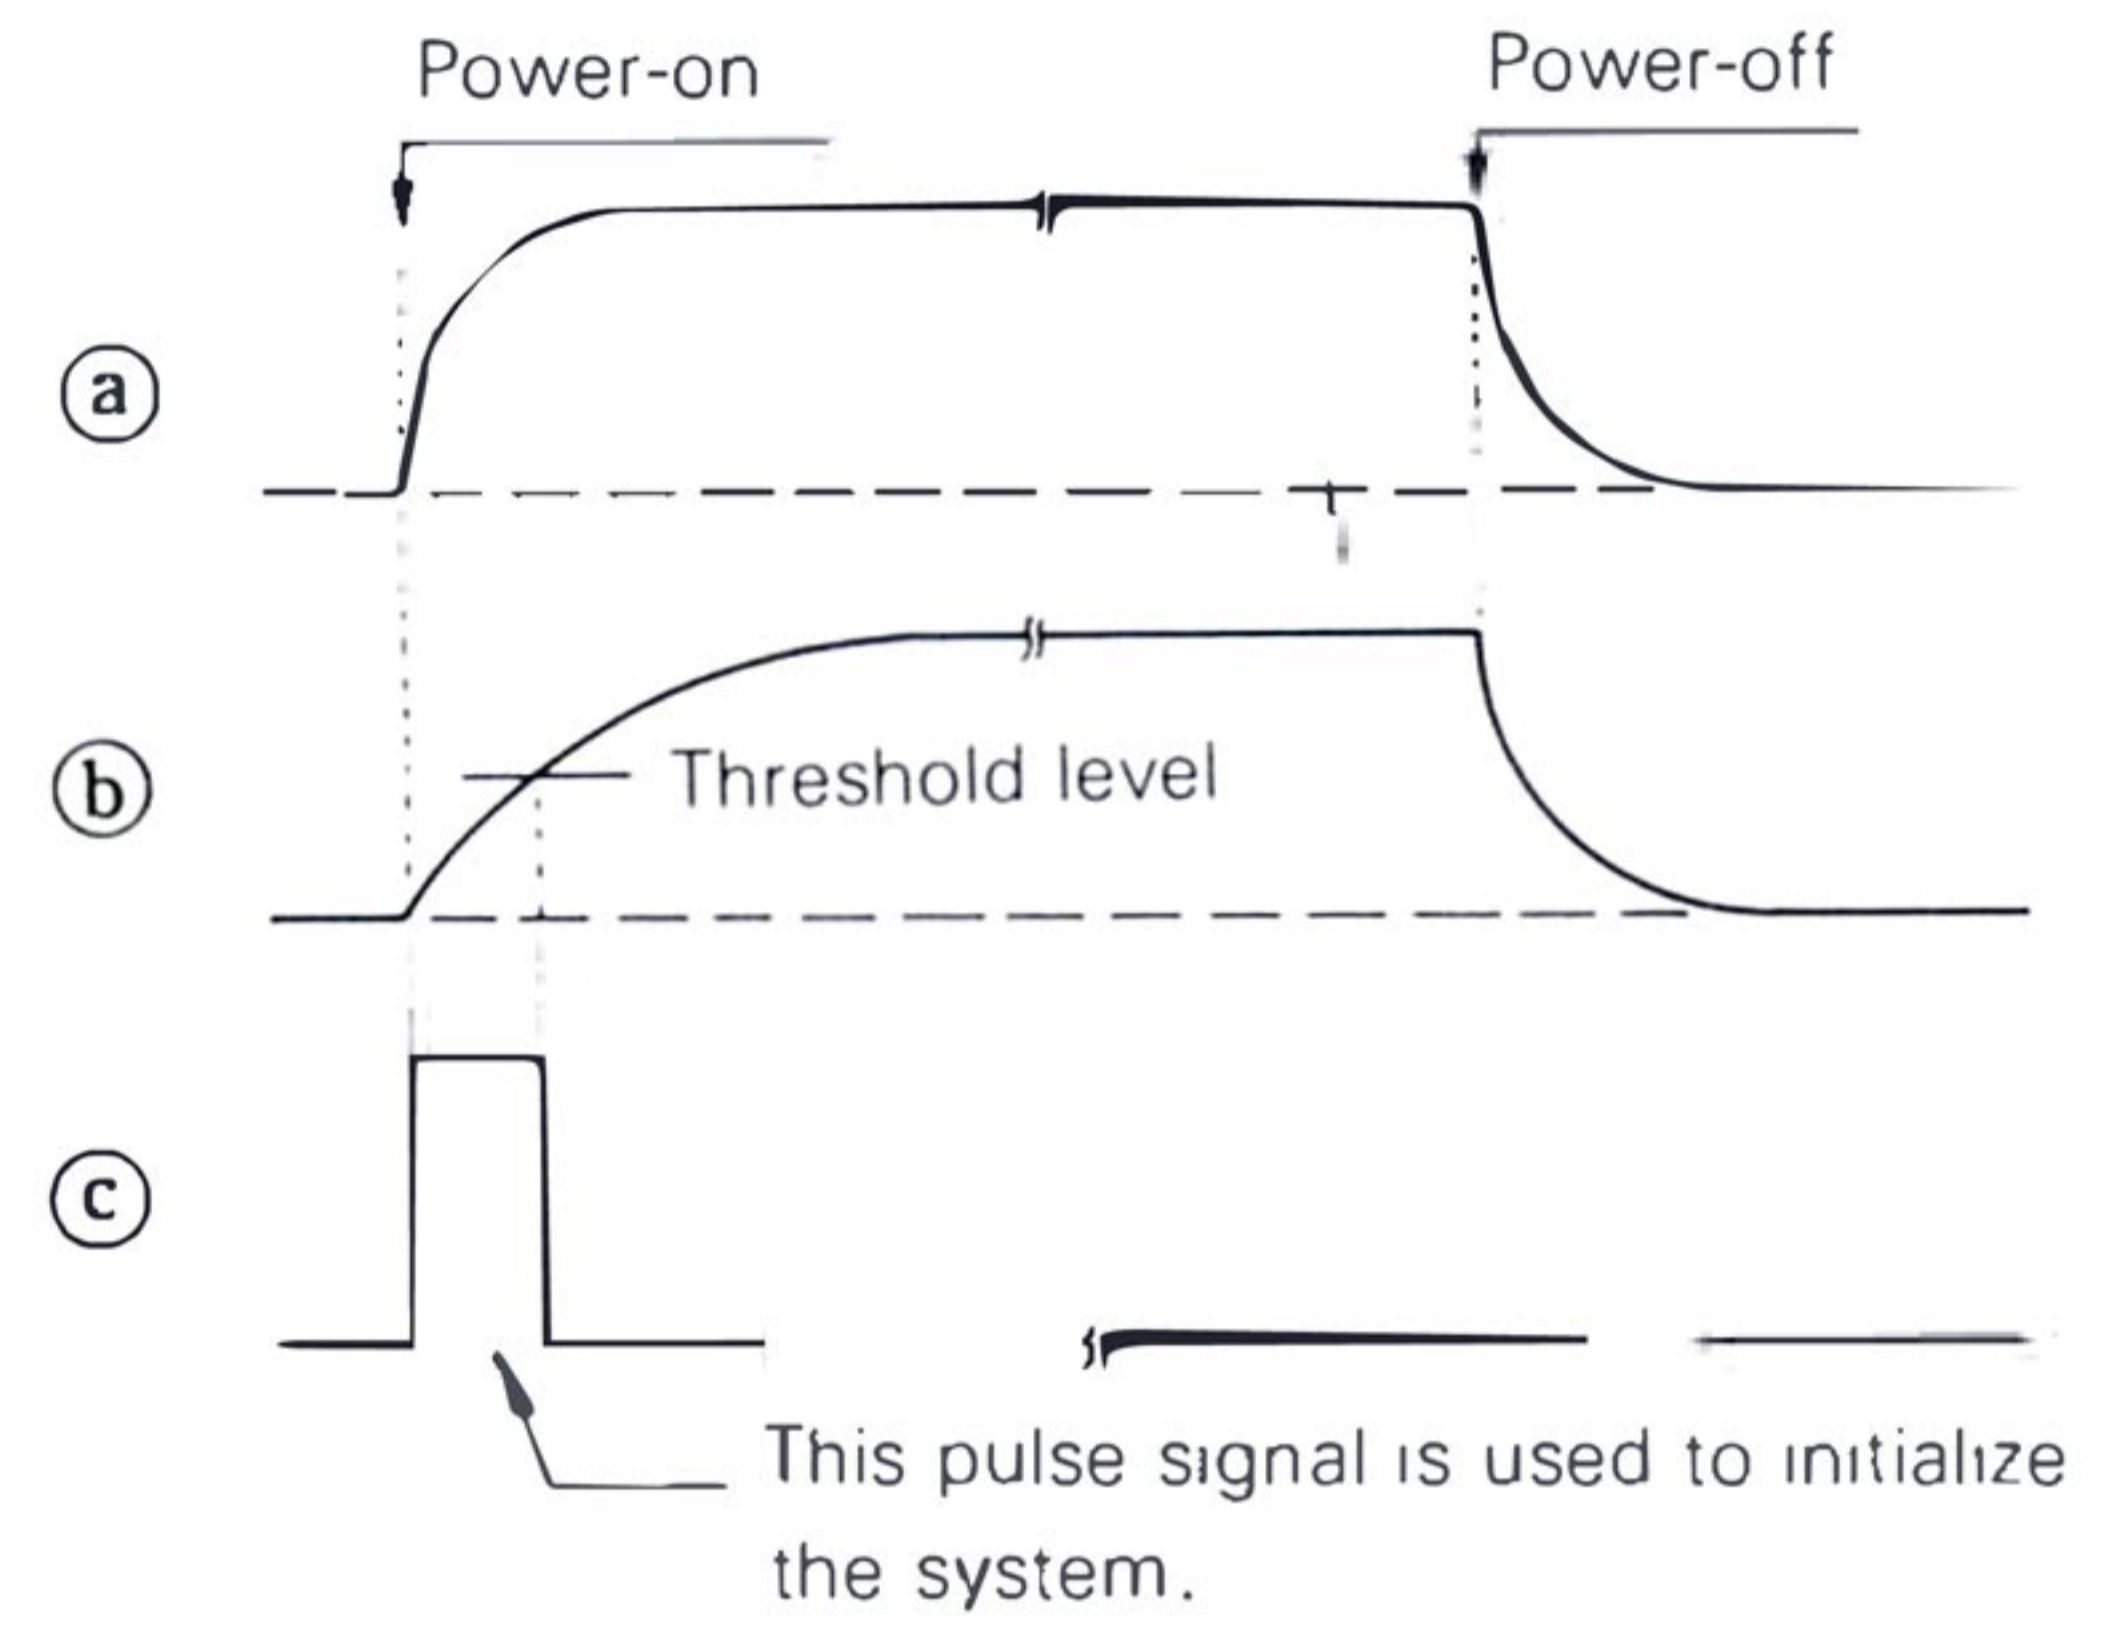 Power-on
Power-off
a
b
Threshold level
c
This pulse signal is used to initialize
the system.